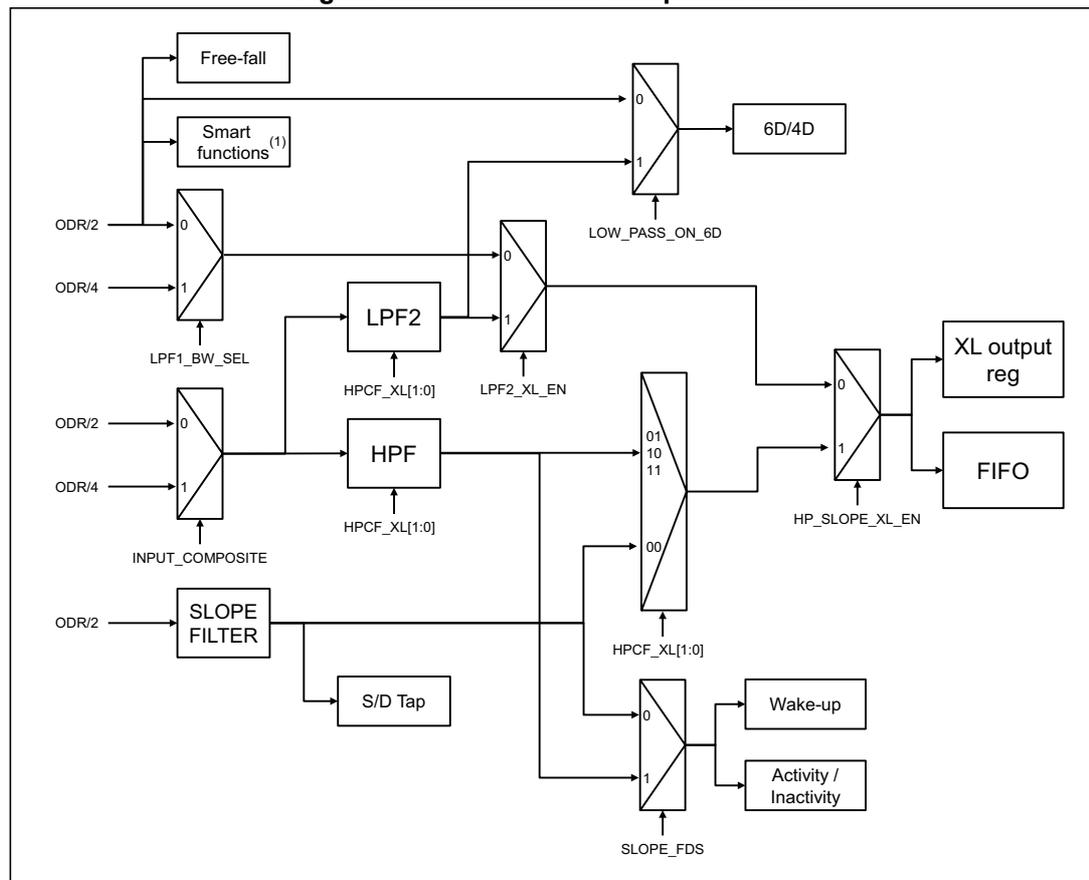 Free-fall
0
6D/4D
Smart
functions(1)
1
ODR/2
0
LOW_PASS_ON_6D
0
ODR/4
1
LPF2
1
XL output
reg
LPF1_BW_SEL
HPCF_XL[1:0]
LPF2_XL_EN
0
ODR/2
0
01
10
11
HPF
1
FIFO
ODR/4
1
HPCF_XL[1:0]
HP_SLOPE_XL_EN
INPUT_COMPOSITE
00
SLOPE
FILTER
ODR/2
HPCF_XL[1:0]
S/D Tap
0
Wake-up
1
Activity /
Inactivity
SLOPE_FDS